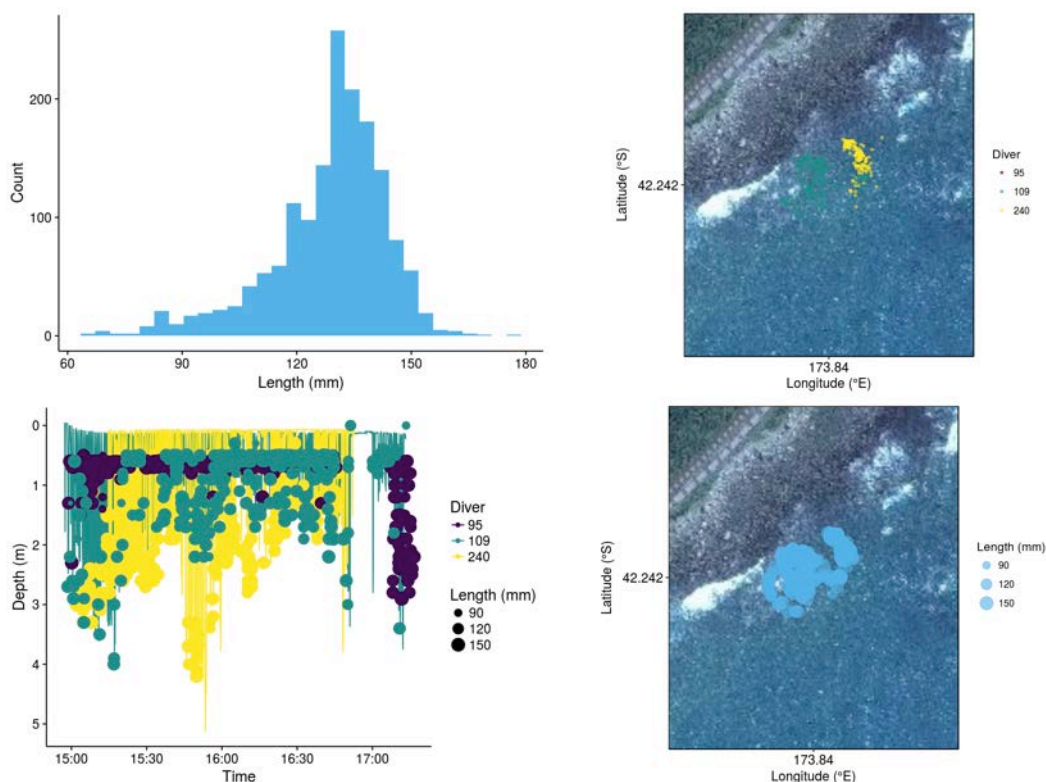 200
100
0
Count
60
90
120
150
180
Length (mm)
42.242
Latitude (°S)
173.84
Longitude (°E)
Diver
95
109
240
0
1
2
3
4
5
Depth (m)
15:00
15:30
16:00
16:30
17:00
Time
Diver
95
109
240
Length (mm)
90
120
150
42.242
Latitude (°S)
173.84
Longitude (°E)
Length (mm)
90
120
150